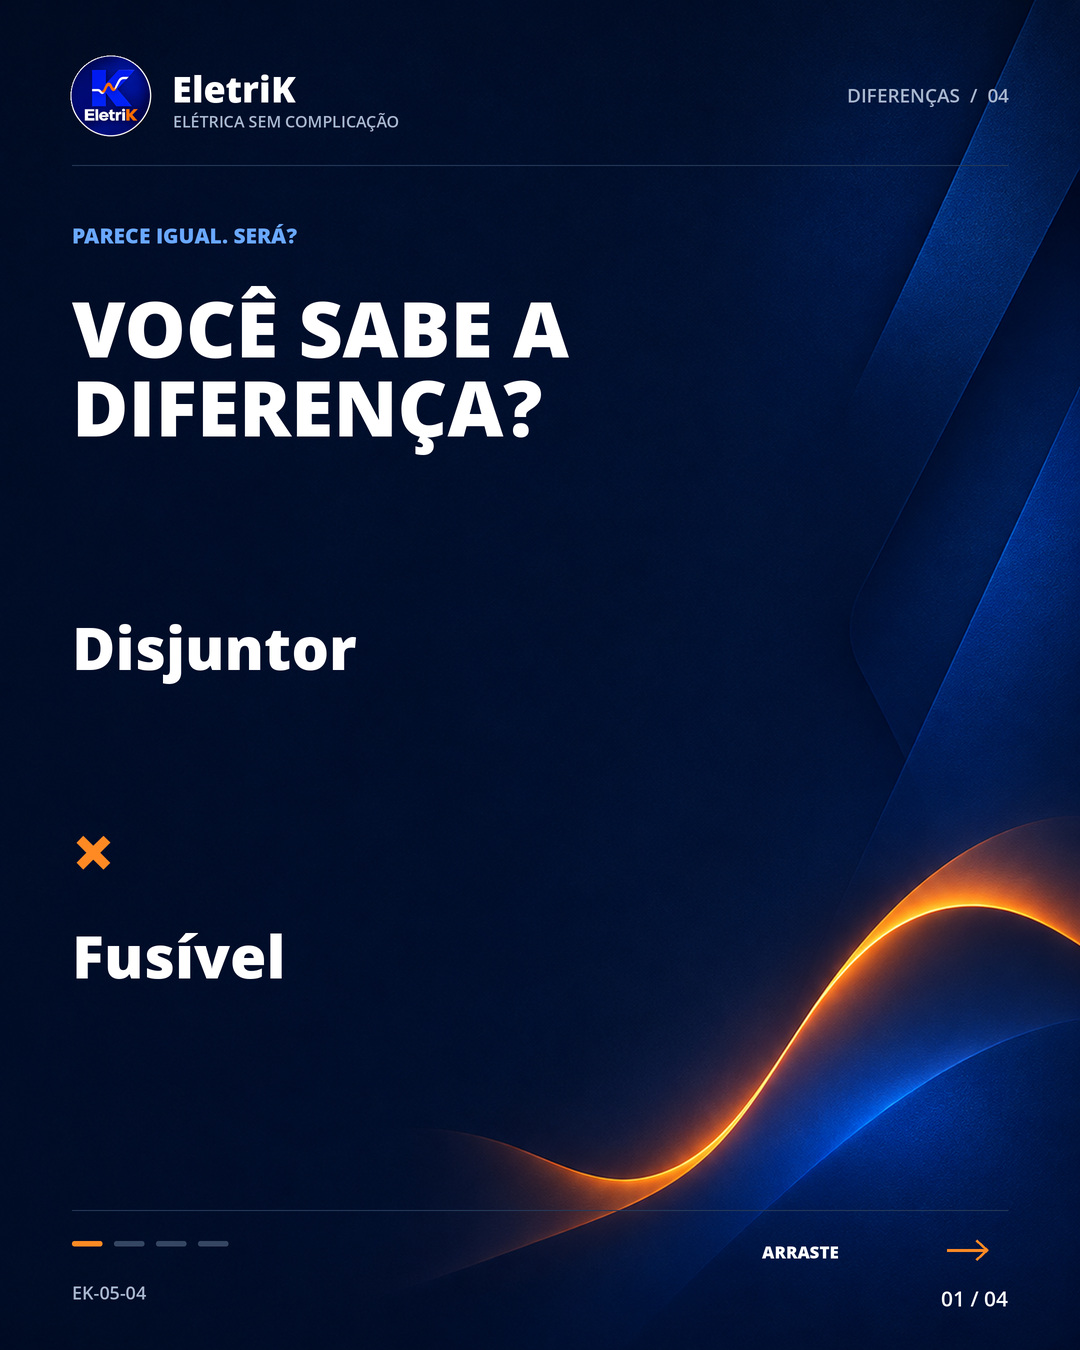 EletriK
EletriK
ELÉTRICA SEM COMPLICAÇÃO
DIFERENÇAS / 04
PARECE IGUAL. SERÁ?
VOCÊ SABE A
DIFERENÇA?
Disjuntor
×
Fusível
ARRASTE
EK-05-04
01 / 04